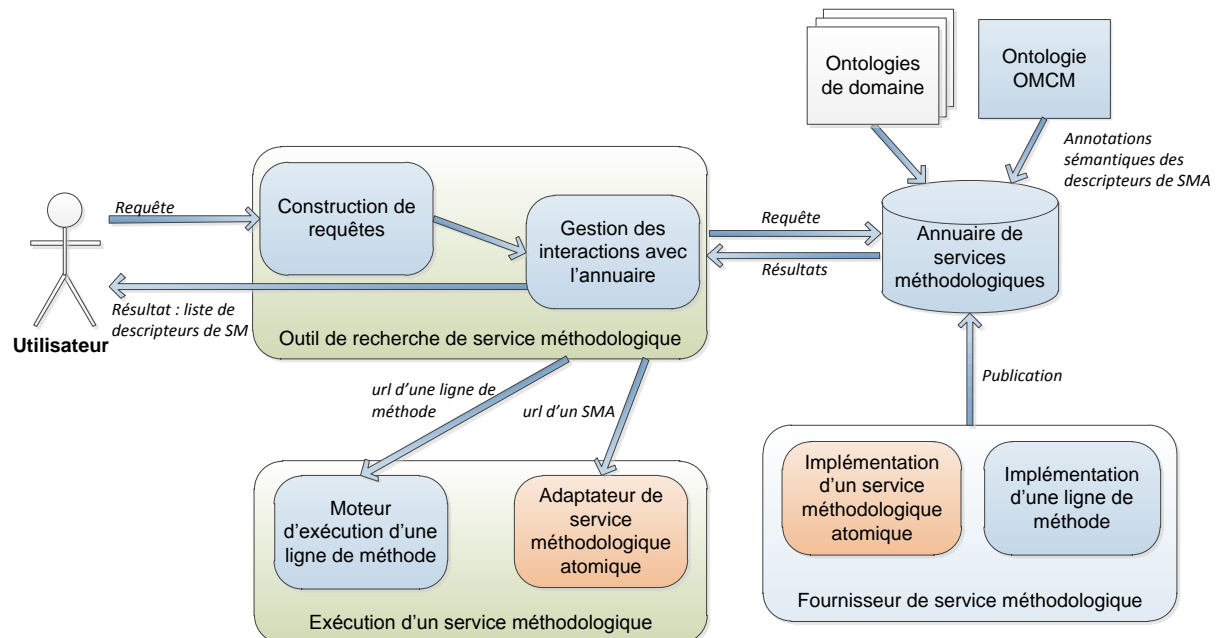 Ontologies
de domaine
Ontologie
OMCM
Annotations
sémantiques des
descripteurs de SMA
Requête
Construction de
requêtes
Gestion des
interactions avec
l’annuaire
Requête
Résultats
Annuaire de
services
méthodologiques
Résultat : liste de
descripteurs de SM
Utilisateur
Outil de recherche de service méthodologique
url d’une ligne de
méthode
url d’un SMA
Publication
Moteur
d’exécution d’une
ligne de méthode
Adaptateur de
service
méthodologique
atomique
Exécution d’un service méthodologique
Implémentation
d’un service
méthodologique
atomique
Implémentation
d’une ligne de
méthode
Fournisseur de service méthodologique